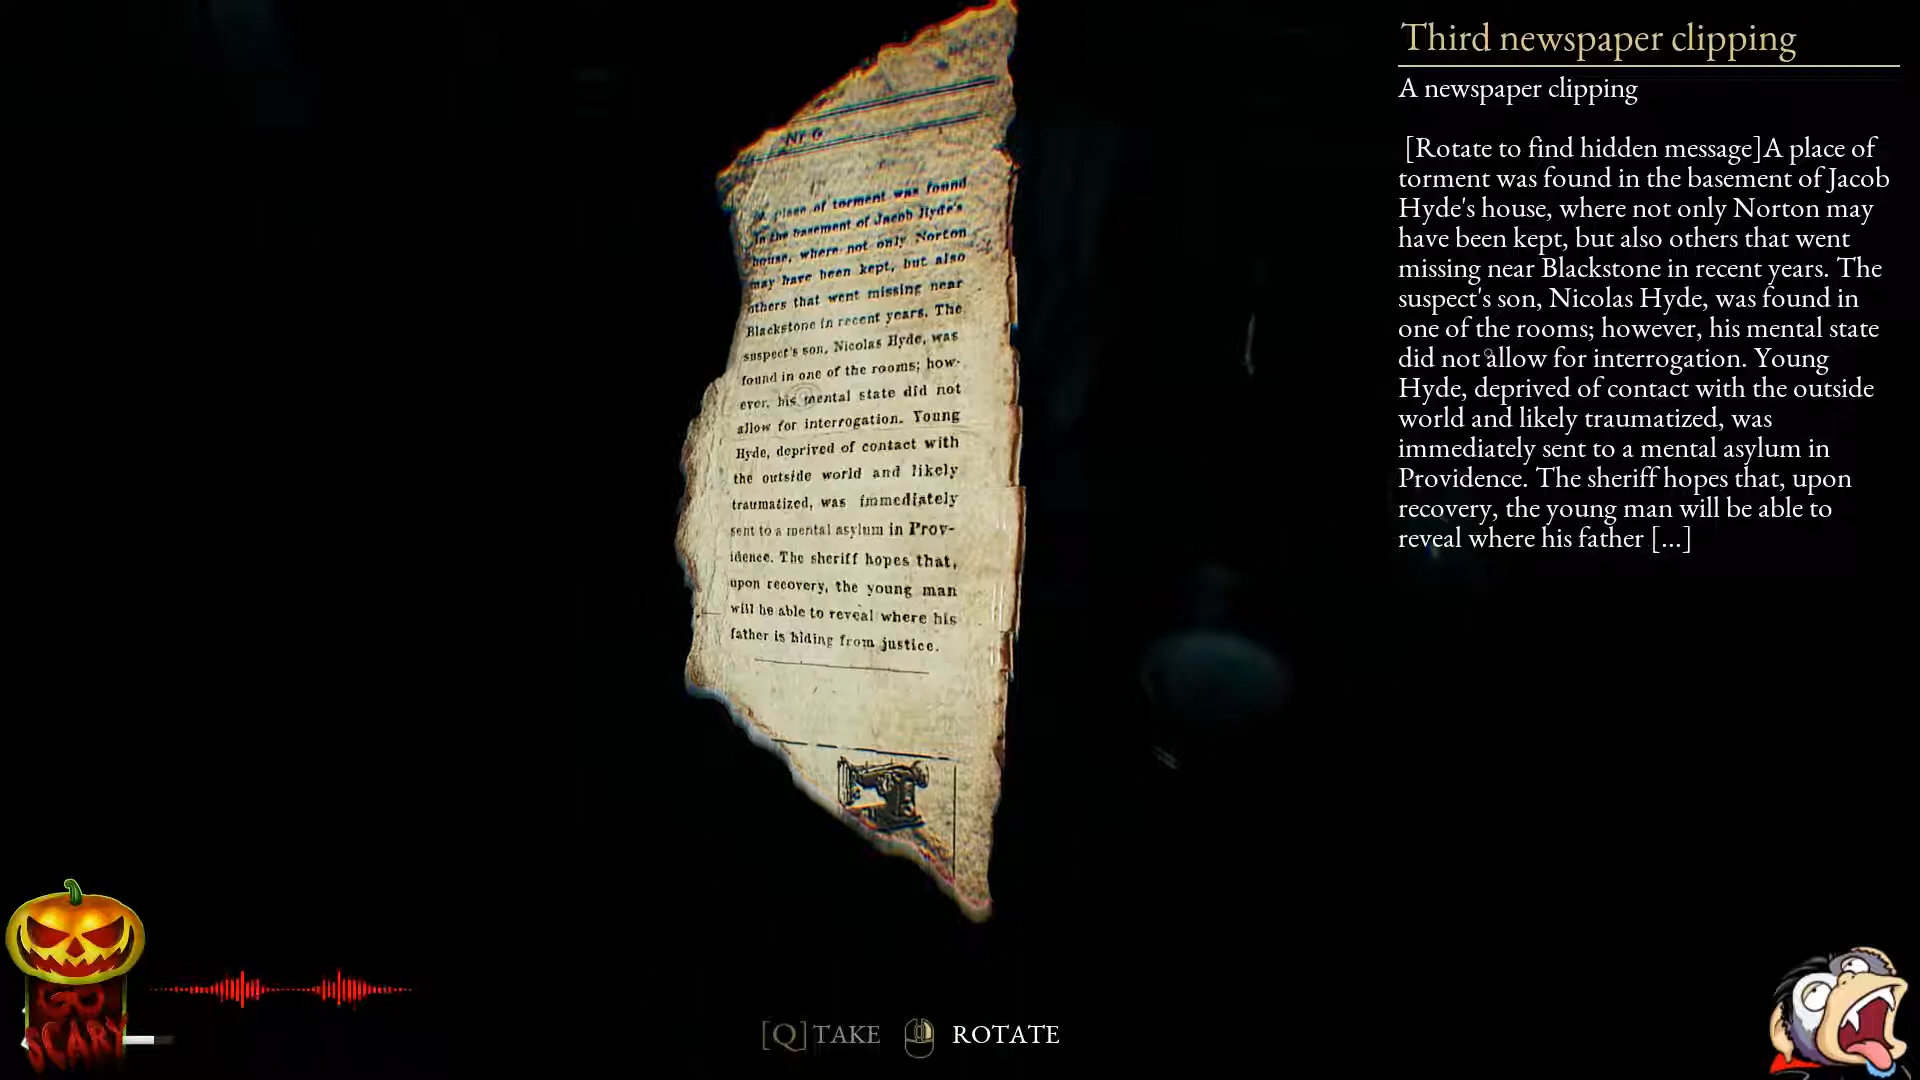 Third newspaper clipping
A newspaper clipping
[Rotate to find hidden message]A place of
torment was found in the basement of Jacob
Hyde's house, where not only Norton may
have been kept, but also others that went
missing near Blackstone in recent years. The
suspect's son, Nicolas Hyde, was found in
one of the rooms; however, his mental state
did not allow for interrogation. Young
Hyde, deprived of contact with the outside
world and likely traumatized, was
immediately sent to a mental asylum in
Providence. The sheriff hopes that, upon
recovery, the young man will be able to
reveal where his father [...]
Nr 6
A place of torment was found
in the basement of Jacob Hyde's
house, where not only Norton
may have been kept, but also
others that went missing near
Blackstone in recent years. The
suspect's son, Nicolas Hyde, was
found in one of the rooms; how-
ever, his mental state did not
allow for interrogation. Young
Hyde, deprived of contact with
the outside world and likely
traumatized, was immediately
sent to a mental asylum in Prov-
idence. The sheriff hopes that,
upon recovery, the young man
will be able to reveal where his
father is hiding from justice.
GO
SCARY
[Q] TAKE ROTATE